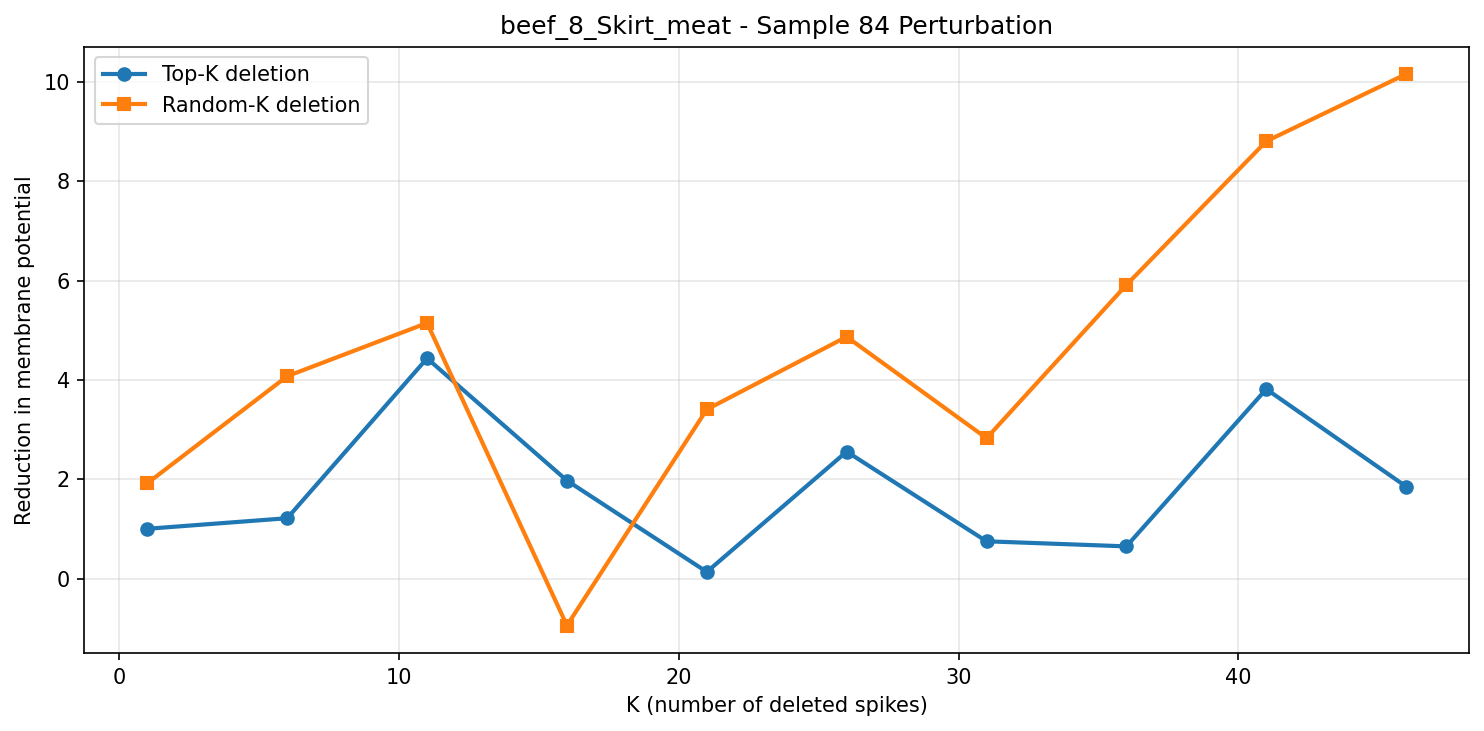 beef_8_Skirt_meat - Sample 84 Perturbation
Top-K deletion
Random-K deletion
Reduction in membrane potential
10
8
6
4
2
0
0
10
20
30
40
K (number of deleted spikes)